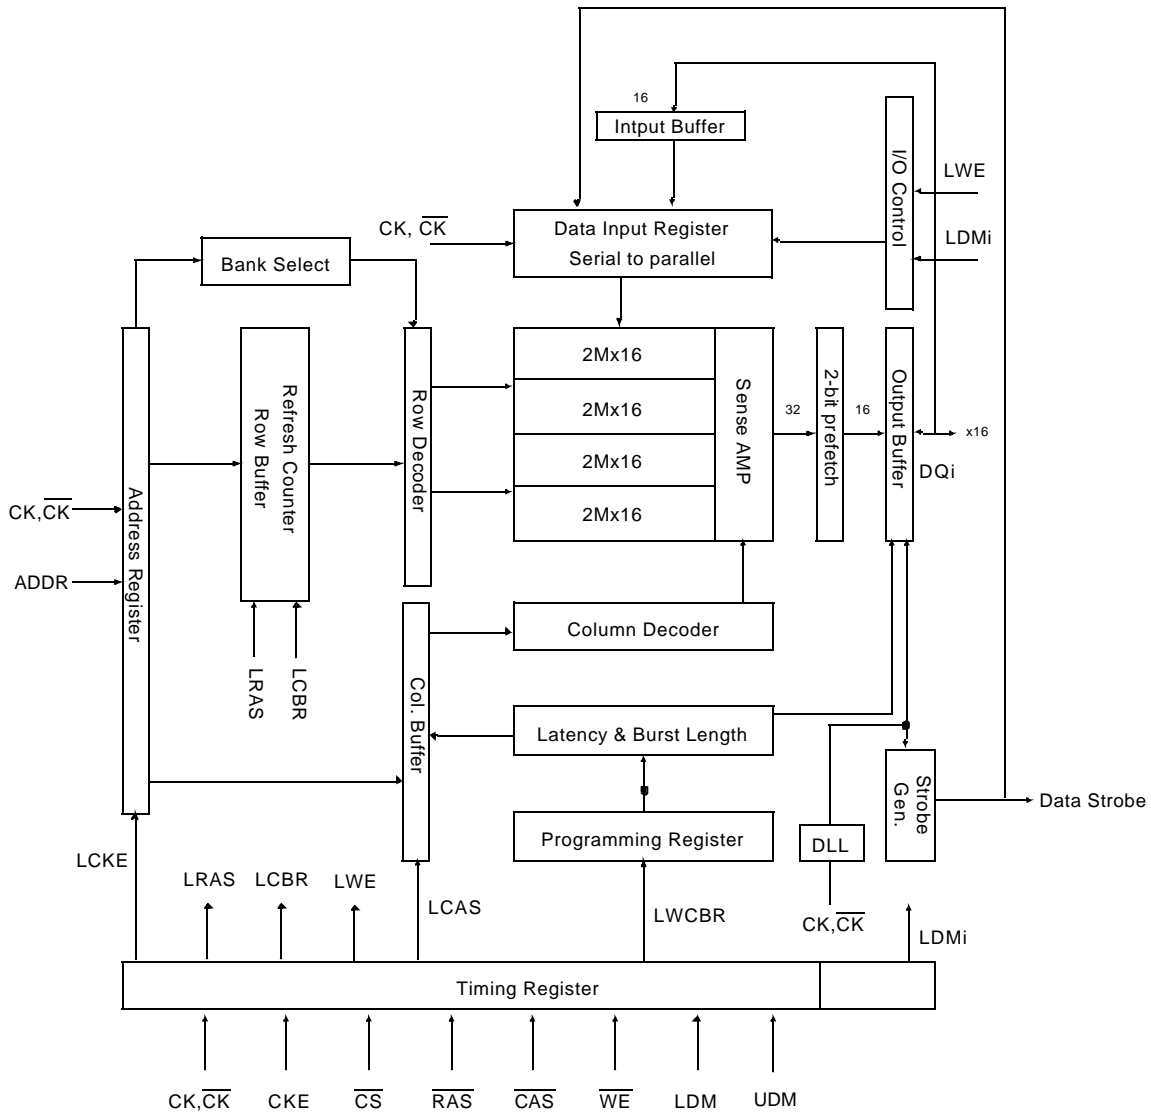 16
Intput Buffer
I/O Control
LWE
LDMi
CK, CK
Data Input Register
Serial to parallel
Bank Select
Address Register
Refresh Counter
Row Buffer
Row Decoder
2Mx16
2Mx16
2Mx16
2Mx16
Sense AMP
32
2-bit prefetch
16
Output Buffer
x16
DQi
CK,CK
ADDR
LRAS
LCBR
Col. Buffer
Column Decoder
Latency & Burst Length
Programming Register
DLL
CK,CK
Strobe
Gen.
Data Strobe
LCKE
LRAS
LCBR
LWE
LCAS
LWCBR
LDMi
Timing Register
CK,CK
CKE
CS
RAS
CAS
WE
LDM
UDM